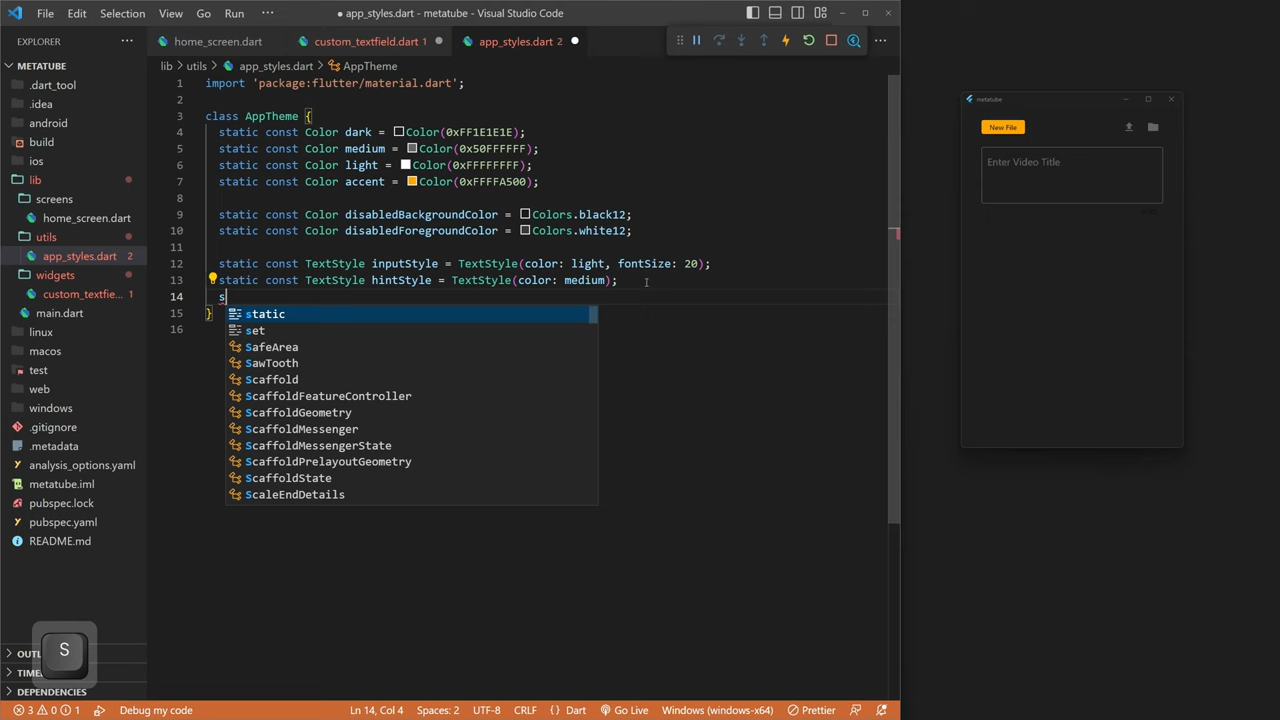 File Edit Selection View Go Run ··· ● app_styles.dart - metatube - Visual Studio Code
EXPLORER ···
METATUBE
.dart_tool
.idea
android
build
ios
lib
screens
home_screen.dart
utils
app_styles.dart 2
widgets
custom_textfie... 1
main.dart
linux
macos
test
web
windows
.gitignore
.metadata
analysis_options.yaml
metatube.iml
pubspec.lock
pubspec.yaml
README.md
DEPENDENCIES
home_screen.dart custom_textfield.dart 1 app_styles.dart 2
lib > utils > app_styles.dart > AppTheme
1 import 'package:flutter/material.dart';
2
3 class AppTheme {
4 static const Color dark = Color(0xFF1E1E1E);
5 static const Color medium = Color(0x50FFFFFF);
6 static const Color light = Color(0xFFFFFFFF);
7 static const Color accent = Color(0xFFFFA500);
8
9 static const Color disabledBackgroundColor = Colors.black12;
10 static const Color disabledForegroundColor = Colors.white12;
11
12 static const TextStyle inputStyle = TextStyle(color: light, fontSize: 20);
13 static const TextStyle hintStyle = TextStyle(color: medium);
14 s
15 }
16
static
set
SafeArea
SawTooth
Scaffold
ScaffoldFeatureController
ScaffoldGeometry
ScaffoldMessenger
ScaffoldMessengerState
ScaffoldPrelayoutGeometry
ScaffoldState
ScaleEndDetails
S
metatube
New File
Enter Video Title
3 0 1 Debug my code Ln 14, Col 4 Spaces: 2 UTF-8 CRLF {} Dart Go Live Windows (windows-x64) Prettier